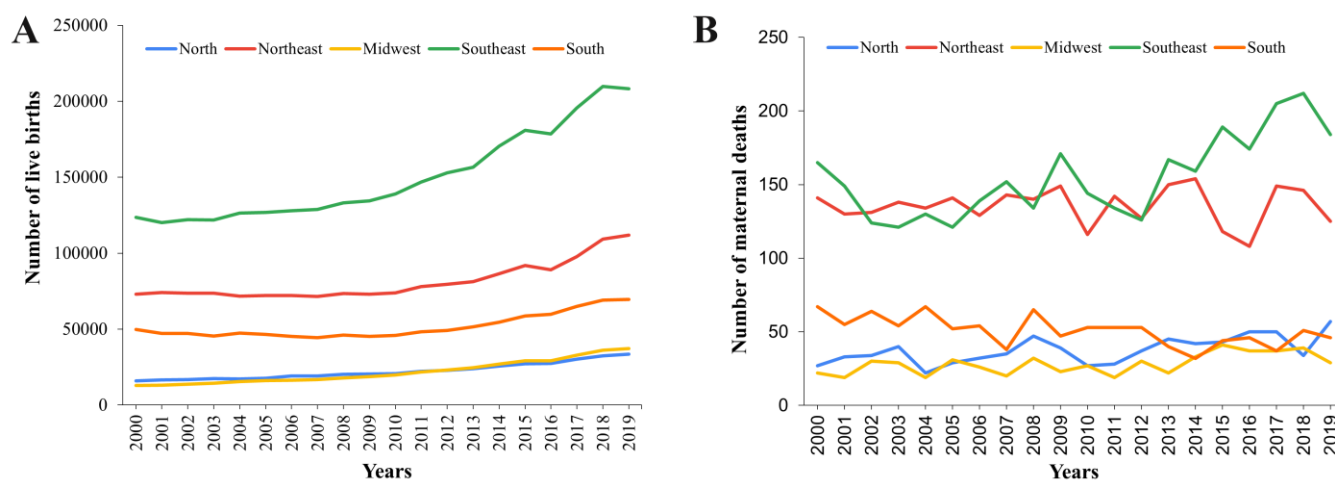 A
Number of live births
250000
200000
150000
100000
50000
0
North Northeast Midwest Southeast South
2000 2001 2002 2003 2004 2005 2006 2007 2008 2009 2010 2011 2012 2013 2014 2015 2016 2017 2018 2019
Years
B
Number of maternal deaths
250
200
150
100
50
0
North Northeast Midwest Southeast South
2000 2001 2002 2003 2004 2005 2006 2007 2008 2009 2010 2011 2012 2013 2014 2015 2016 2017 2018 2019
Years